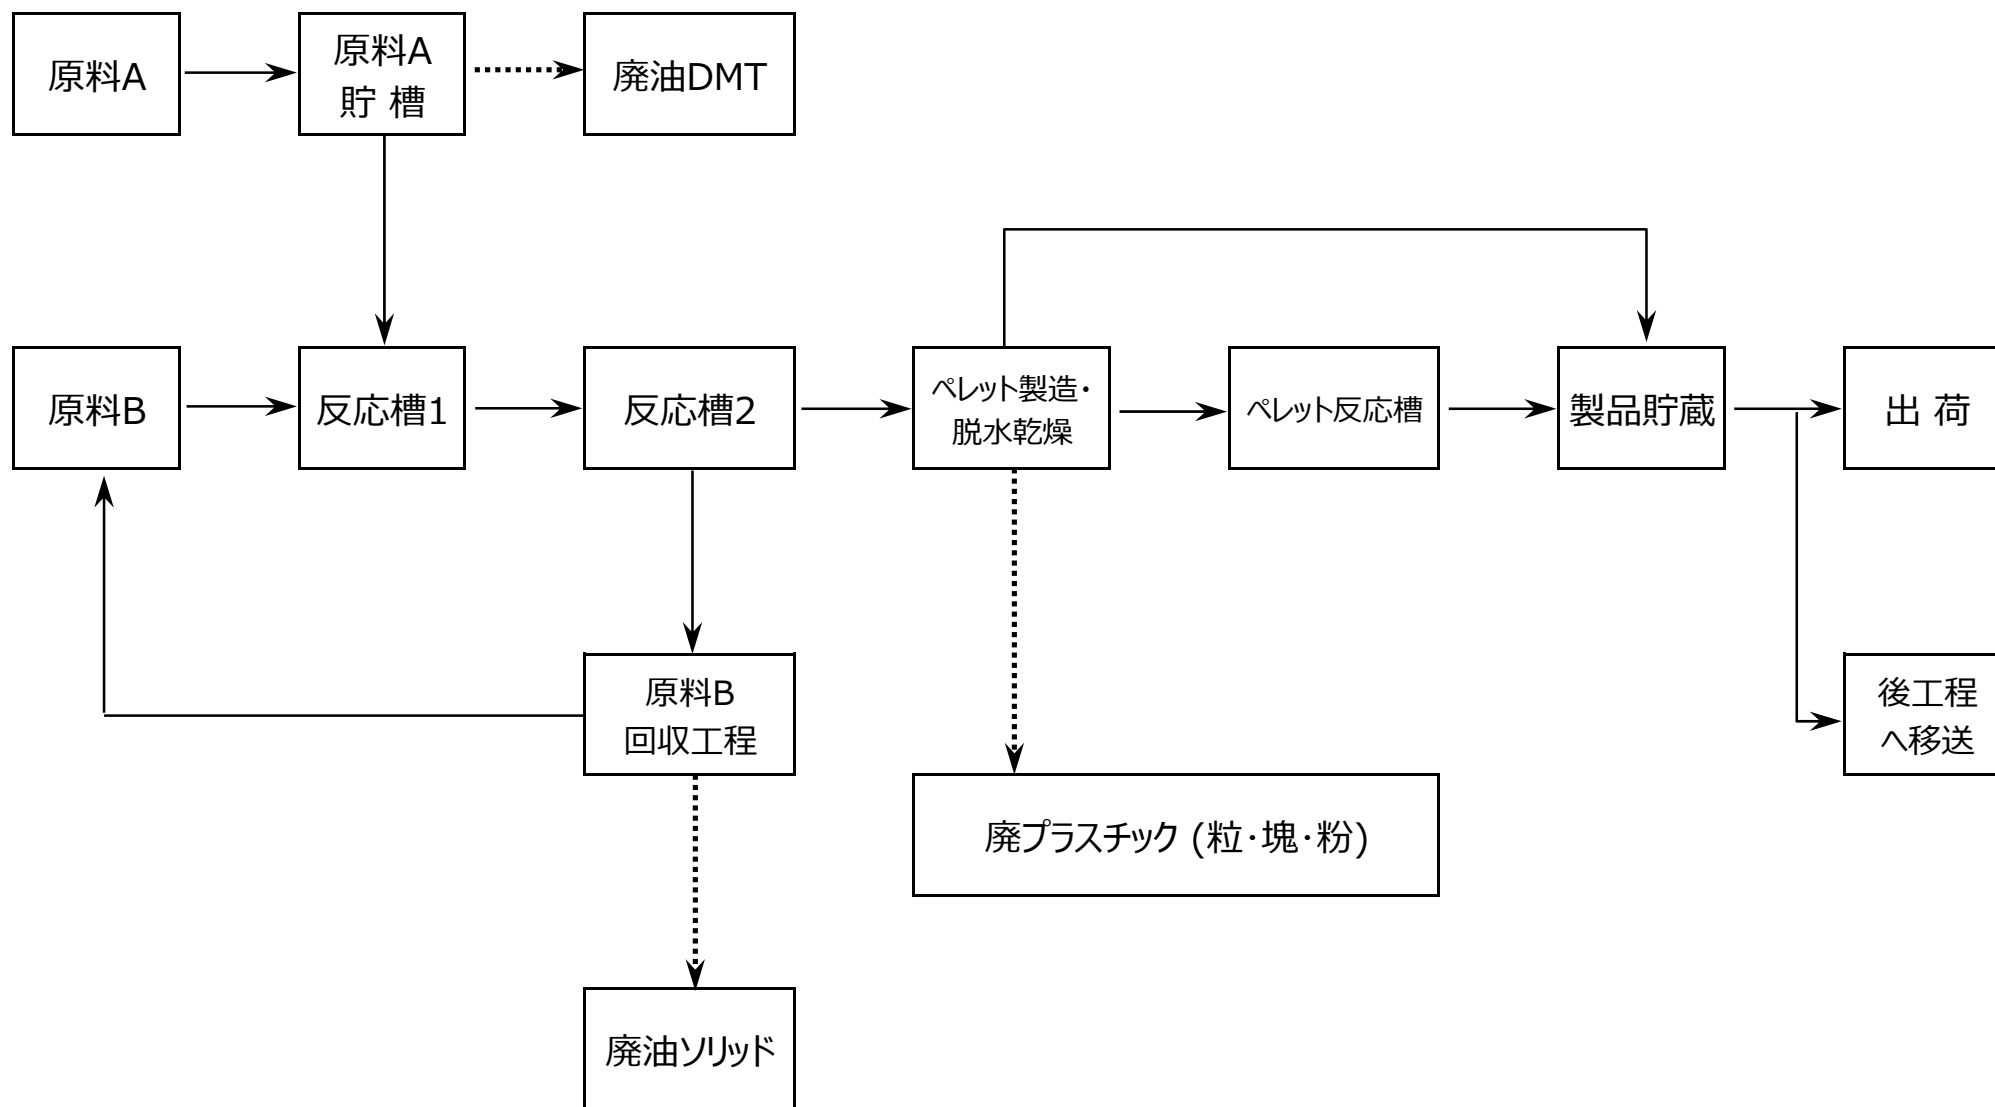 原料A
原料A
貯 槽
廃油DMT
原料B
反応槽1
反応槽2
ペレット製造・
脱水乾燥
ペレット反応槽
製品貯蔵
出 荷
原料B
回収工程
後工程
へ移送
廃プラスチック (粒・塊・粉)
廃油ソリッド